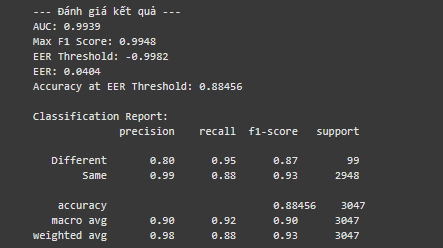 --- Đánh giá kết quả ---
AUC: 0.9939
Max F1 Score: 0.9948
EER Threshold: -0.9982
EER: 0.0404
Accuracy at EER Threshold: 0.88456
Classification Report:
precision recall f1-score support
Different 0.80 0.95 0.87 99
Same 0.99 0.88 0.93 2948
accuracy 0.88456 3047
macro avg 0.90 0.92 0.90 3047
weighted avg 0.98 0.88 0.93 3047